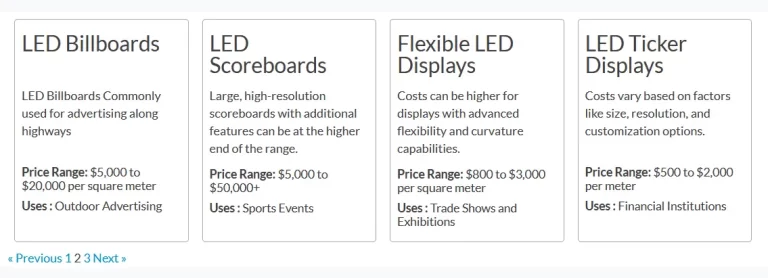 LED Billboards
LED Billboards Commonly
used for advertising along
highways
Price Range: $5,000 to
$20,000 per square meter
Uses : Outdoor Advertising
LED
Scoreboards
Large, high-resolution
scoreboards with additional
features can be at the higher
end of the range.
Price Range: $5,000 to
$50,000+
Uses : Sports Events
Flexible LED
Displays
Costs can be higher for
displays with advanced
flexibility and curvature
capabilities.
Price Range: $800 to $3,000
per square meter
Uses : Trade Shows and
Exhibitions
LED Ticker
Displays
Costs vary based on factors
like size, resolution, and
customization options.
Price Range: $500 to $2,000
per meter
Uses : Financial Institutions
« Previous 1 2 3 Next »